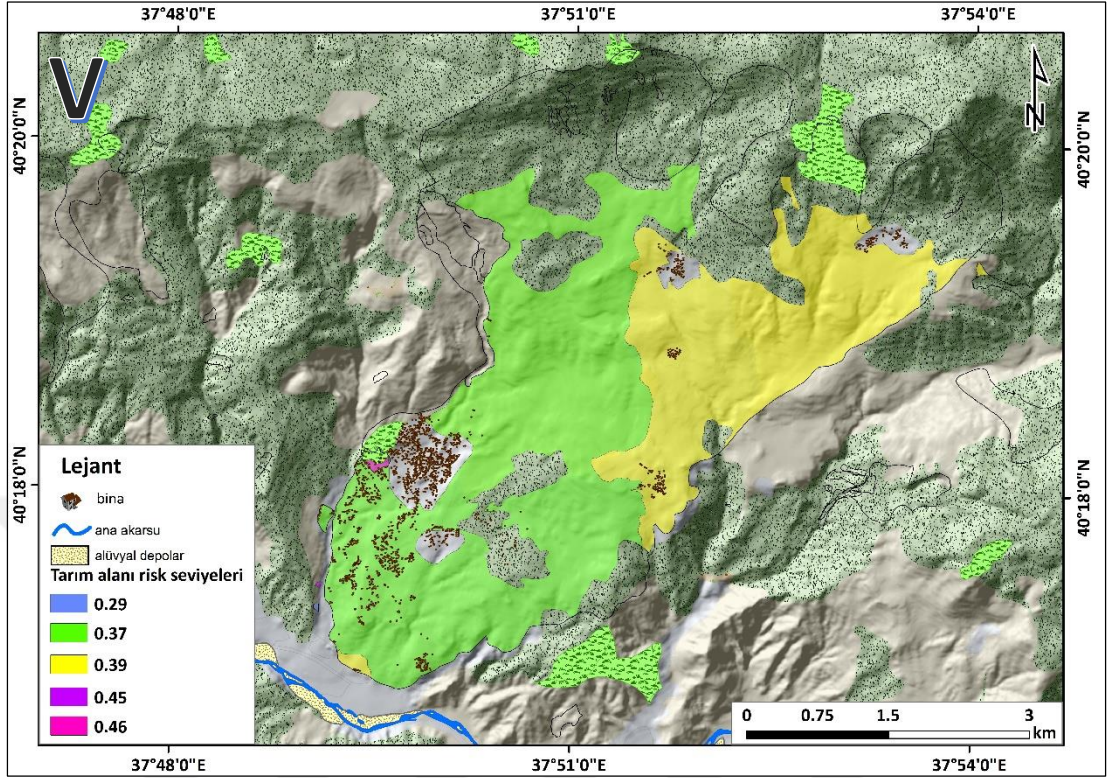 37°48'0"E 37°51'0"E 37°54'0"E
V
N
40°20'0"N 40°20'0"N
40°18'0"N 40°18'0"N
Lejant
bina
ana akarsu
alüvyal depolar
Tarım alanı risk seviyeleri
0.29
0.37
0.39
0.45
0.46
0 0.75 1.5 3
km
37°48'0"E 37°51'0"E 37°54'0"E